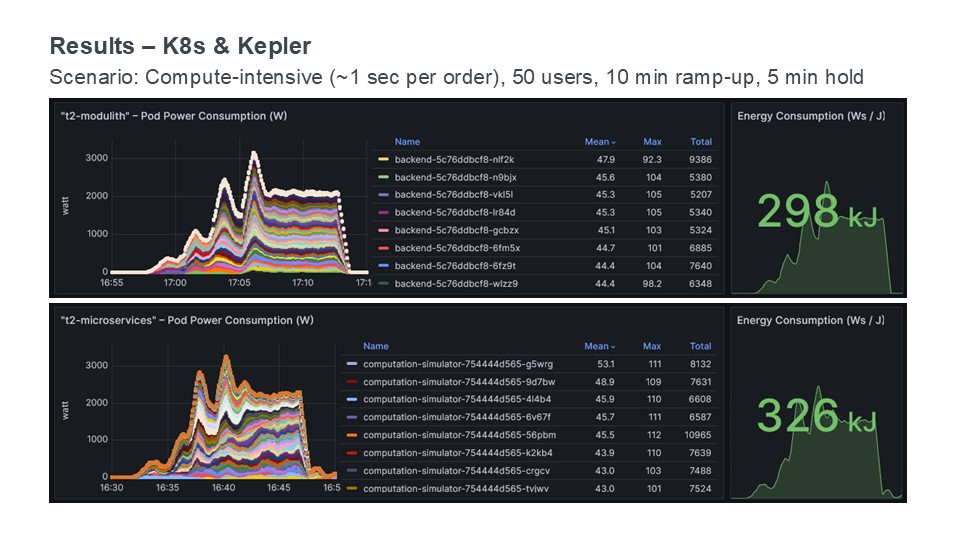 Results – K8s & Kepler
Scenario: Compute-intensive (~1 sec per order), 50 users, 10 min ramp-up, 5 min hold
"t2-modulith" – Pod Power Consumption (W)
Name Mean Max Total
backend-5c76ddbcf8-nlf2k 47.9 92.3 9386
backend-5c76ddbcf8-n9bjx 45.6 104 5380
backend-5c76ddbcf8-vkl5l 45.3 105 5207
backend-5c76ddbcf8-lr84d 45.3 105 5340
backend-5c76ddbcf8-gcbzx 45.1 103 5324
backend-5c76ddbcf8-6fm5x 44.7 101 6885
backend-5c76ddbcf8-6fz9t 44.4 104 7640
backend-5c76ddbcf8-wlzz9 44.4 98.2 6348
watt
3000
2000
1000
0
16:55 17:00 17:05 17:10 17:1
Energy Consumption (Ws / J)
298 kJ
"t2-microservices" – Pod Power Consumption (W)
Name Mean Max Total
computation-simulator-754444d565-g5wrg 53.1 111 8132
computation-simulator-754444d565-9d7bw 48.9 109 7631
computation-simulator-754444d565-4l4b4 45.9 110 6608
computation-simulator-754444d565-6v67f 45.7 111 6587
computation-simulator-754444d565-56pbm 45.5 112 10965
computation-simulator-754444d565-k2kb4 43.9 110 7639
computation-simulator-754444d565-crgcv 43.0 103 7488
computation-simulator-754444d565-tvjwv 43.0 101 7524
watt
3000
2000
1000
0
16:30 16:35 16:40 16:45 16:5
Energy Consumption (Ws / J)
326 kJ